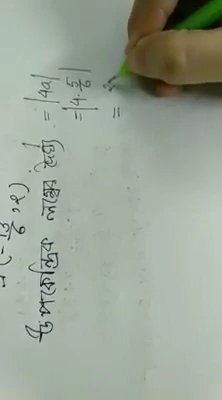 (-13/6, 2)
উপকেন্দ্রিক লম্বের দৈর্ঘ্য = |4a|
= |4·5/6|
=